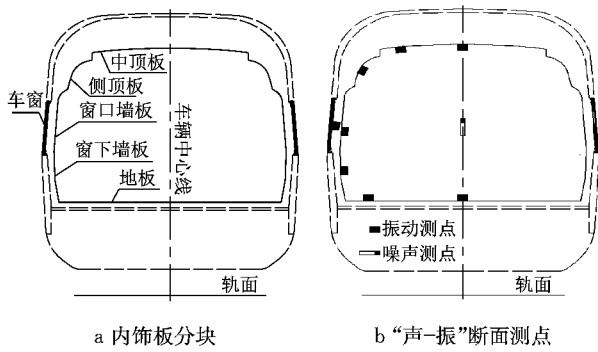 中顶板
侧顶板
车窗
窗口墙板
窗下墙板
地板
车辆中心线
轨面
a 内饰板分块
振动测点
噪声测点
轨面
b “声-振”断面测点